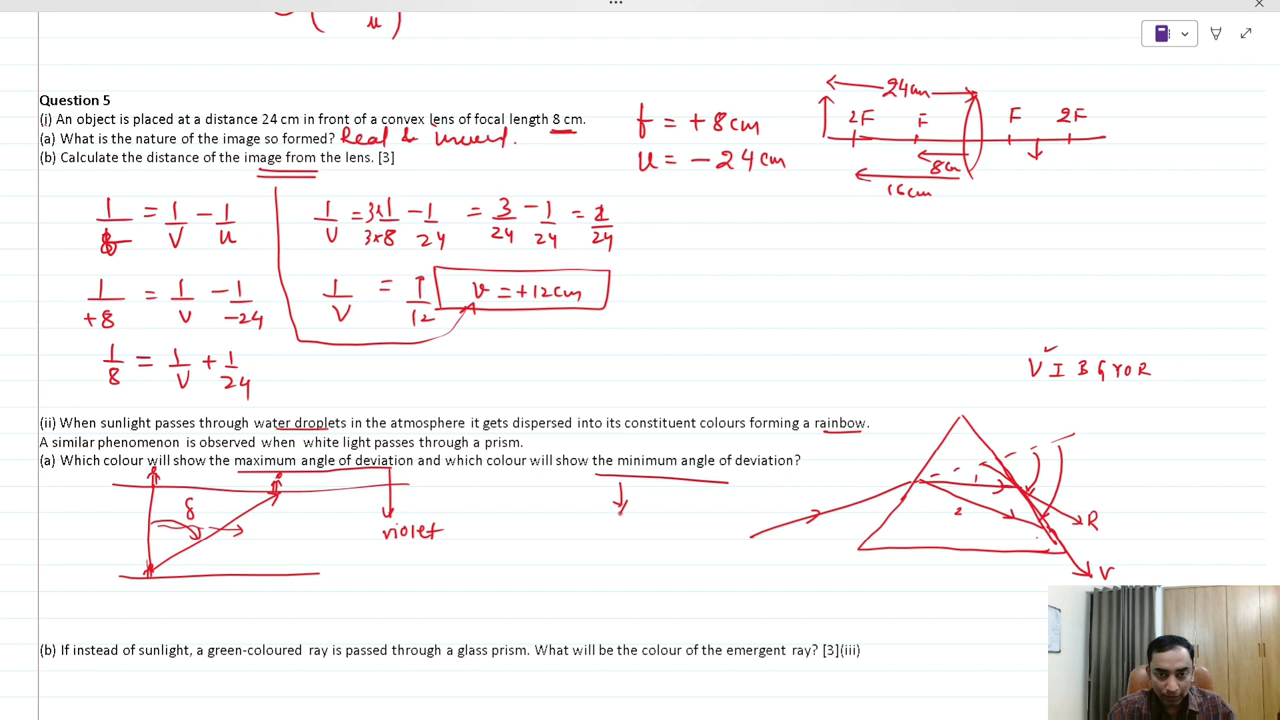 u
Question 5
(i) An object is placed at a distance 24 cm in front of a convex lens of focal length 8 cm.
(a) What is the nature of the image so formed? Real &
(b) Calculate the distance of the image from the lens. [3]
f = +8cm
u = -24cm
24cm
2F F F 2F
8cm
16cm
1/f = 1/v - 1/u
1/+8 = 1/v - 1/-24
1/8 = 1/v + 1/24
1/v = 3x1/3x8 - 1/24 = 3/24 - 1/24 = 2/24
1/v = 1/12 v = +12cm
V I B G Y O R
(ii) When sunlight passes through water droplets in the atmosphere it gets dispersed into its constituent colours forming a rainbow.
A similar phenomenon is observed when white light passes through a prism.
(a) Which colour will show the maximum angle of deviation and which colour will show the minimum angle of deviation?
δ
violet
1
2
R
V
(b) If instead of sunlight, a green-coloured ray is passed through a glass prism. What will be the colour of the emergent ray? [3](iii)